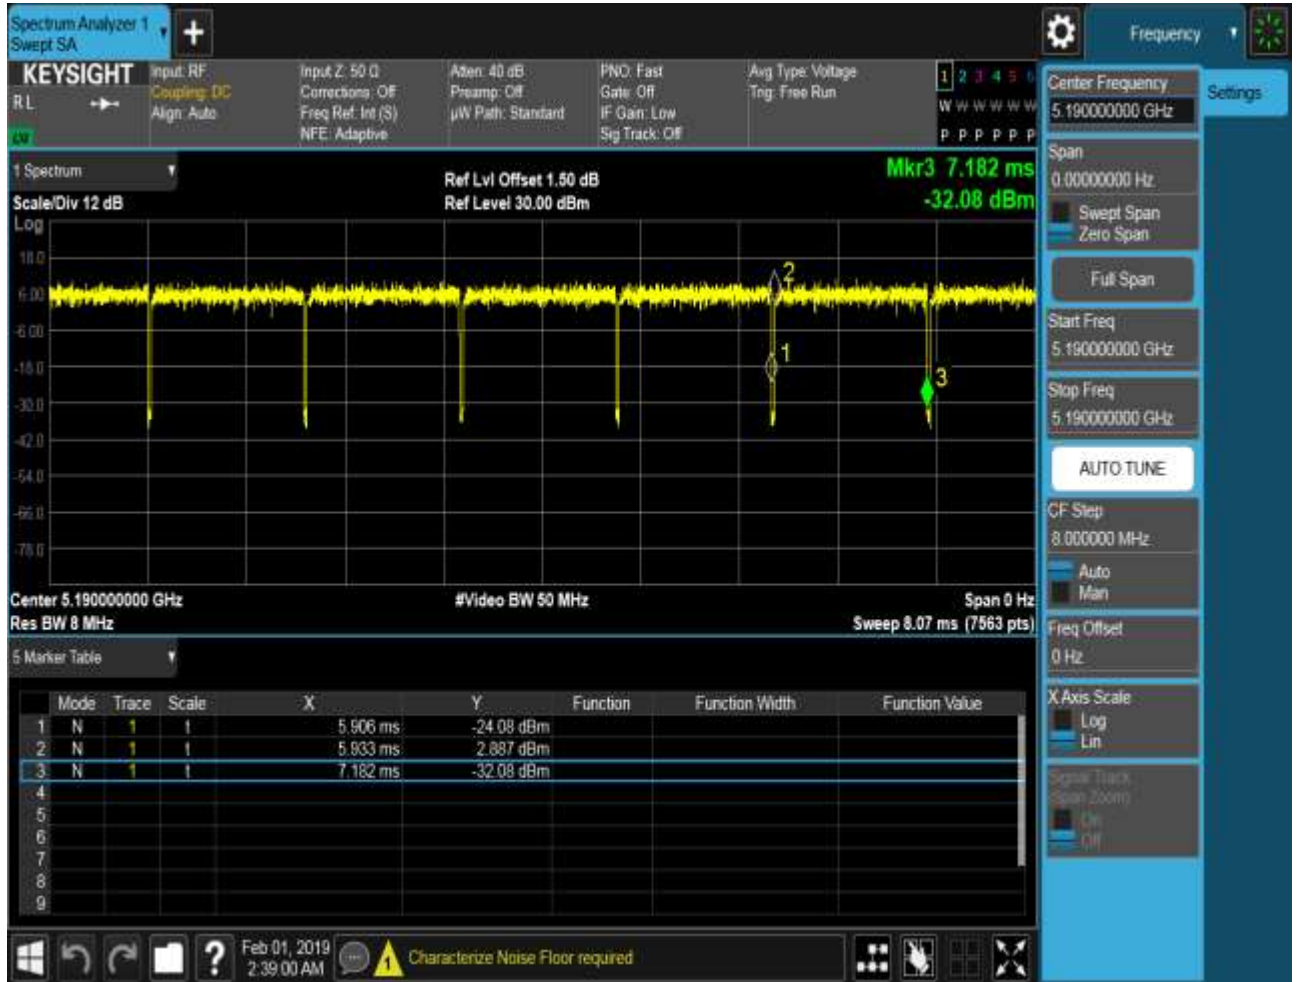 Spectrum Analyzer 1
Swept SA
+
Frequency
KEYSIGHT
R L
Input: RF
Coupling: DC
Align: Auto
Input Z: 50 Ω
Corrections: Off
Freq Ref: Int (S)
NFE: Adaptive
Atten: 40 dB
Preamp: Off
µW Path: Standard
PNO: Fast
Gate: Off
IF Gain: Low
Sig Track: Off
Avg Type: Voltage
Trig: Free Run
1 2 3 4 5 6
W W W W W W
P P P P P P
1 Spectrum
Scale/Div 12 dB
Ref Lvl Offset 1.50 dB
Ref Level 30.00 dBm
Mkr3 7.182 ms
-32.08 dBm
Log
18.0
6.00
-6.00
-18.0
-30.0
-42.0
-54.0
-66.0
-78.0
2
1
3
Center 5.190000000 GHz
#Video BW 50 MHz
Span 0 Hz
Res BW 8 MHz
Sweep 8.07 ms (7563 pts)
5 Marker Table
Mode Trace Scale X Y Function Function Width Function Value
1 N 1 t 5.906 ms -24.08 dBm
2 N 1 t 5.933 ms 2.887 dBm
3 N 1 t 7.182 ms -32.08 dBm
4
5
6
7
8
9
Feb 01, 2019
2:39:00 AM
?
1
Characterize Noise Floor required
Center Frequency
5.190000000 GHz
Settings
Span
0.00000000 Hz
Swept Span
Zero Span
Full Span
Start Freq
5.190000000 GHz
Stop Freq
5.190000000 GHz
AUTO TUNE
CF Step
8.000000 MHz
Auto
Man
Freq Offset
0 Hz
X Axis Scale
Log
Lin
Signal Track
(Span Zoom)
On
Off